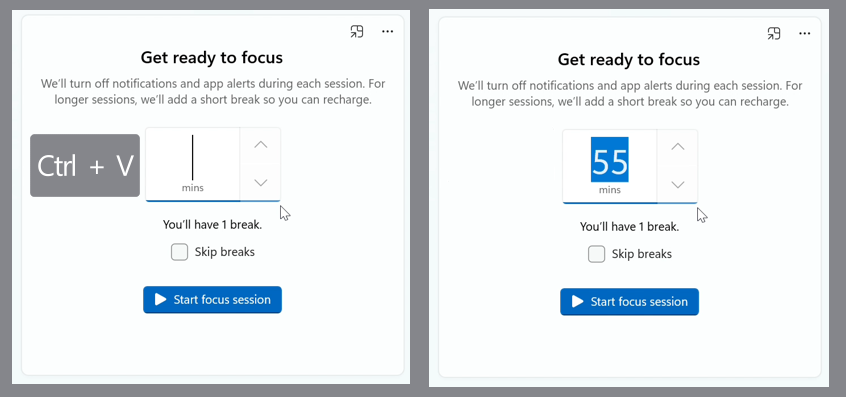 Get ready to focus
We'll turn off notifications and app alerts during each session. For
longer sessions, we'll add a short break so you can recharge.
Ctrl + V
mins
You'll have 1 break.
Skip breaks
Start focus session
Get ready to focus
We'll turn off notifications and app alerts during each session. For
longer sessions, we'll add a short break so you can recharge.
55
mins
You'll have 1 break.
Skip breaks
Start focus session